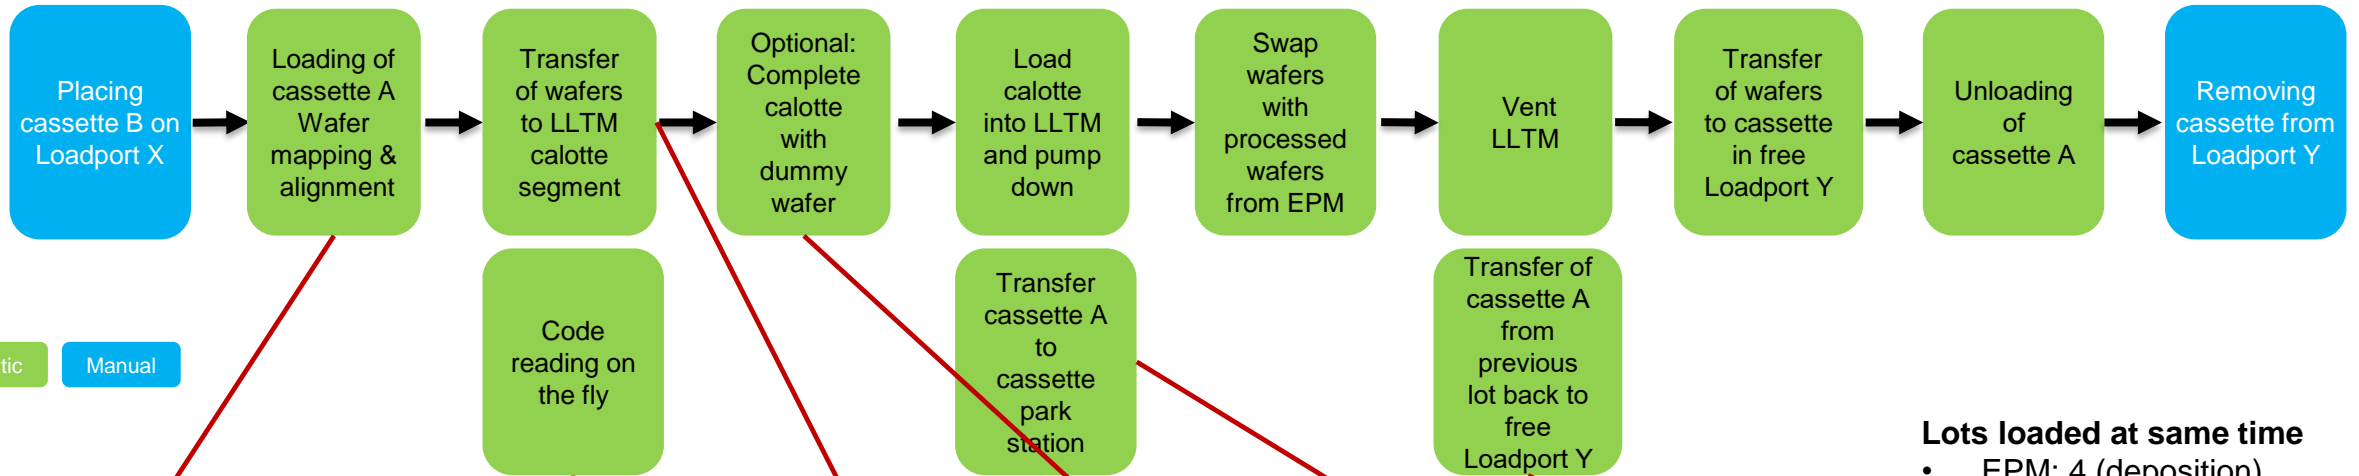 Placing
cassette B on
Loadport X
Loading of
cassette A
Wafer
mapping &
alignment
Transfer
of wafers
to LLTM
calotte
segment
Optional:
Complete
calotte
with
dummy
wafer
Load
calotte
into LLTM
and pump
down
Swap
wafers
with
processed
wafers
from EPM
Vent
LLTM
Transfer
of wafers
to cassette
in free
Loadport Y
Unloading
of
cassette A
Removing
cassette from
Loadport Y
Code
reading on
the fly
Transfer
cassette A
to
cassette
park
station
Transfer of
cassette A
from
previous
lot back to
free
Loadport Y
tic
Manual
Lots loaded at same time
• EPM: 4 (deposition)